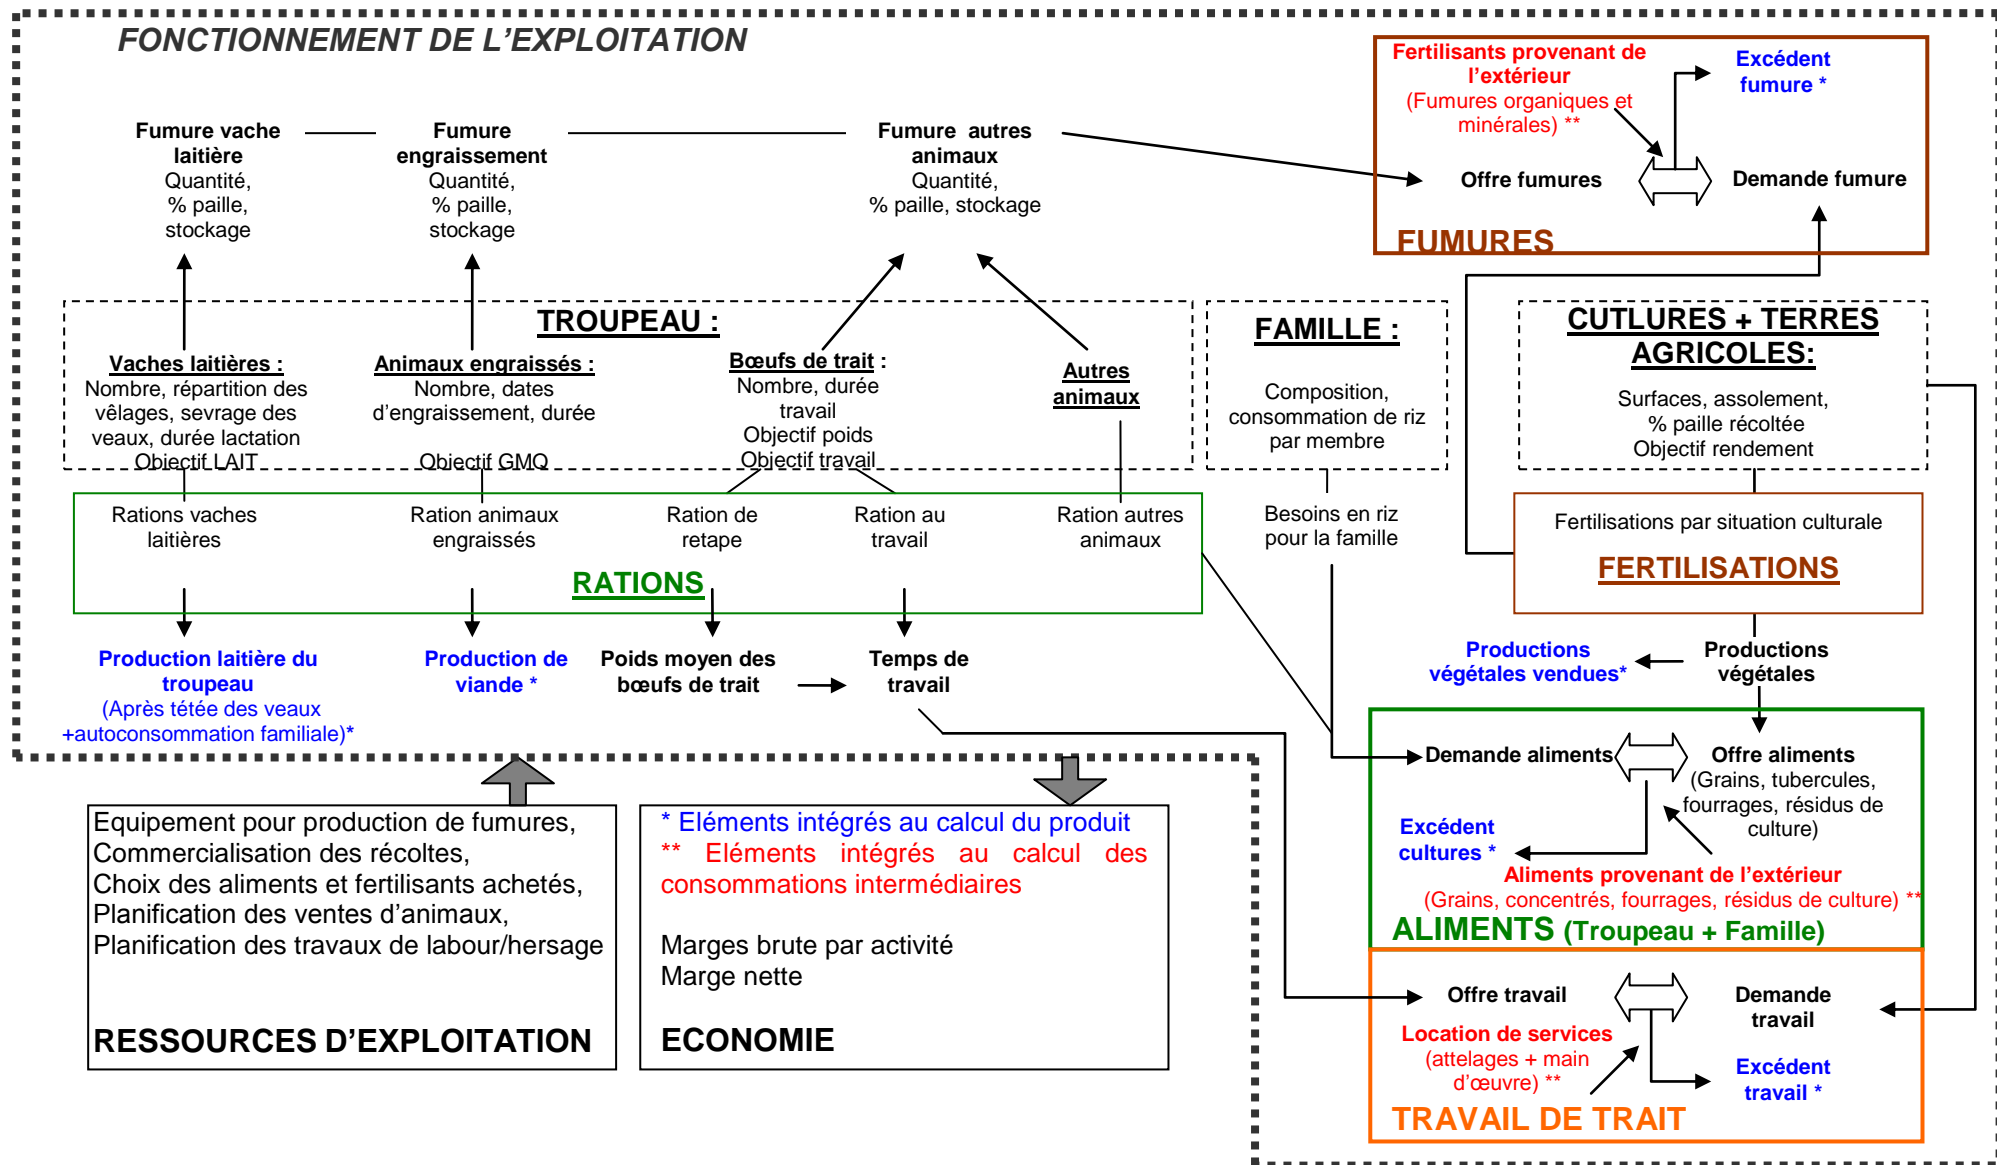 FONCTIONNEMENT DE L'EXPLOITATION
Fumure vache
laitière
Quantité,
% paille,
stockage
Fumure
engraissement
Quantité,
% paille,
stockage
Fumure autres
animaux
Quantité,
% paille, stockage
Fertilisants provenant de
l'extérieur
(Fumures organiques et
minérales) **
Excédent
fumure *
Offre fumures
Demande fumure
FUMURES
TROUPEAU :
Vaches laitières :
Nombre, répartition des
vêlages, sevrage des
veaux, durée lactation
Objectif LAIT
Animaux engraissés :
Nombre, dates
d'engraissement, durée
Objectif GMQ
Bœufs de trait :
Nombre, durée
travail
Objectif poids
Objectif travail
Autres
animaux
FAMILLE :
Composition,
consommation de riz
par membre
CUTLURES + TERRES
AGRICOLES:
Surfaces, assolement,
% paille récoltée
Objectif rendement
Rations vaches
laitières
Ration animaux
engraissés
Ration de
retape
Ration au
travail
Ration autres
animaux
RATIONS
Besoins en riz
pour la famille
Fertilisations par situation culturale
FERTILISATIONS
Production laitière du
troupeau
(Après tétée des veaux
+autoconsommation familiale)*
Production de
viande *
Poids moyen des
bœufs de trait
Temps de
travail
Productions
végétales vendues*
Productions
végétales
Demande aliments
Offre aliments
(Grains, tubercules,
fourrages, résidus de
culture)
Excédent
cultures *
Aliments provenant de l'extérieur
(Grains, concentrés, fourrages, résidus de culture) **
ALIMENTS (Troupeau + Famille)
Equipement pour production de fumures,
Commercialisation des récoltes,
Choix des aliments et fertilisants achetés,
Planification des ventes d'animaux,
Planification des travaux de labour/hersage
RESSOURCES D'EXPLOITATION
* Eléments intégrés au calcul du produit
** Eléments intégrés au calcul des
consommations intermédiaires
Marges brute par activité
Marge nette
ECONOMIE
Offre travail
Demande
travail
Location de services
(attelages + main
d'œuvre) **
Excédent
travail *
TRAVAIL DE TRAIT